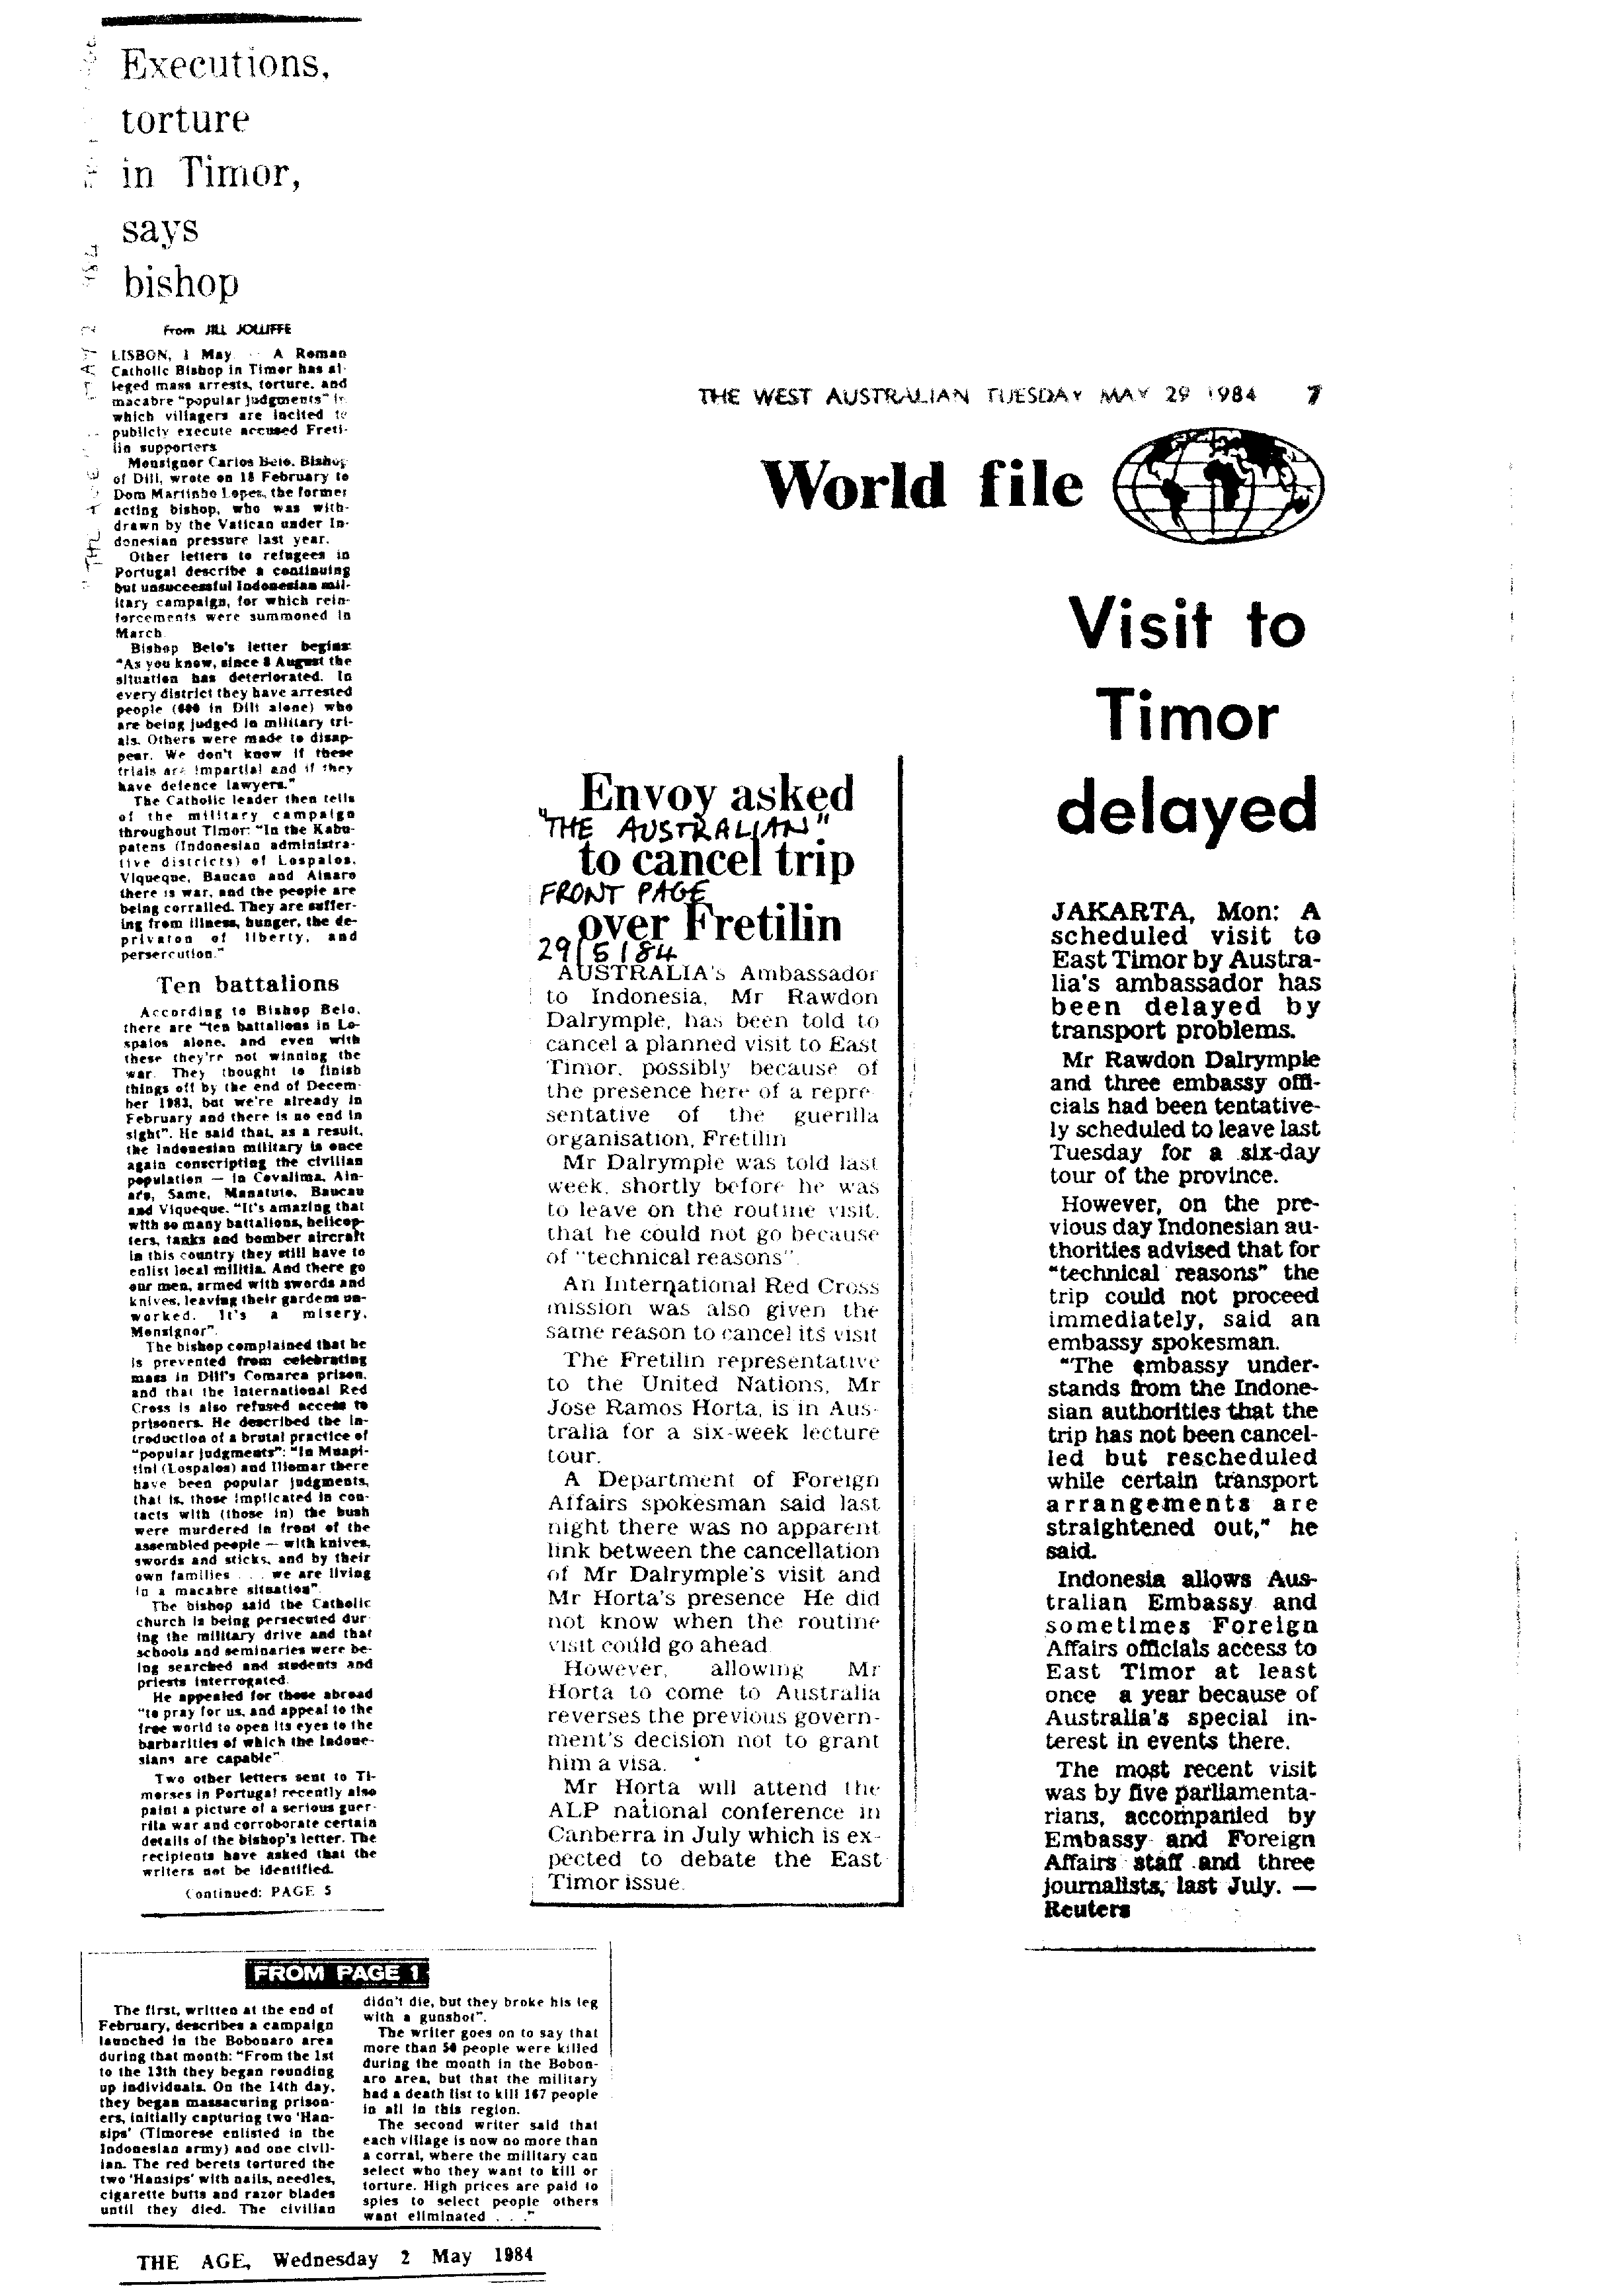 Executions,
torture
in Timor,
says
bishop
From JILL JOLLIFFE
LISBON, 1 May. — A Roman
Catholic Bishop in Timor has al-
leged mass arrests, torture, and
macabre "popular judgments" in
which villagers are incited to
publicly execute accused Freti-
lin supporters
Monsignor Carlos Belo, Bishop
of Dili, wrote on 18 February to
Dom Martinho Lopes, the former
acting bishop, who was with-
drawn by the Vatican under In-
donesian pressure last year.
Other letters to refugees in
Portugal describe a continuing
but unsuccessful Indonesian mil-
itary campaign, for which rein-
forcements were summoned in
March
Bishop Belo's letter begins:
"As you know, since 8 August the
situation has deteriorated. In
every district they have arrested
people (600 in Dili alone) who
are being judged in military tri-
als. Others were made to disap-
pear. We don't know if these
trials are impartial and if they
have defence lawyers."
The Catholic leader then tells
of the military campaign
throughout Timor: "In the Kabu-
patens (Indonesian administra-
tive districts) of Lospalos,
Viqueque, Baucau and Ainaro
there is war, and the people are
being corralled. They are suffer-
ing from illness, hunger, the de-
privaton of liberty, and
persercution."
Ten battalions
According to Bishop Belo,
there are "ten battalions in Lo-
spalos alone, and even with
these they're not winning the
war. They thought to finish
things off by the end of Decem-
ber 1983, but we're already in
February and there is no end in
sight". He said that, as a result,
the Indonesian military is once
again conscripting the civilian
population — in Covalima, Ain-
aro, Same, Manatuto, Baucau
and Viqueque. "It's amazing that
with so many battalions, helicop-
ters, tanks and bomber aircraft
in this country they still have to
enlist local militia. And there go
our men, armed with swords and
knives, leaving their gardens un-
worked. It's a misery,
Monsignor".
The bishop complained that he
is prevented from celebrating
mass in Dili's Comarca prison,
and that the International Red
Cross is also refused access to
prisoners. He described the in-
troduction of a brutal practice of
"popular judgments": "In Muapi-
tini (Lospalos) and Iliomar there
have been popular judgments,
that is, those implicated in con-
tacts with (those in) the bush
were murdered in front of the
assembled people — with knives,
swords and sticks, and by their
own families . . . we are living
in a macabre situation".
The bishop said the Catholic
church is being persecuted dur-
ing the military drive and that
schools and seminaries were be-
ing searched and students and
priests interrogated.
He appealed for those abroad
"to pray for us, and appeal to the
free world to open its eyes to the
barbarities of which the Indone-
sians are capable"
Two other letters sent to Ti-
morses in Portugal recently also
paint a picture of a serious guer-
rila war and corroborate certain
details of the bishop's letter. The
recipients have asked that the
writers not be identified.
Continued: PAGE 5
FROM PAGE 1
The first, written at the end of
February, describes a campaign
launched in the Bobonaro area
during that month: "From the 1st
to the 13th they began rounding
up individuals. On the 14th day,
they began massacuring prison-
ers, initially capturing two 'Han-
sips' (Timorese enlisted in the
Indonesian army) and one civil-
ian. The red berets tortured the
two 'Hansips' with nails, needles,
cigarette butts and razor blades
until they died. The civilian
didn't die, but they broke his leg
with a gunshot".
The writer goes on to say that
more than 50 people were killed
during the month in the Bobon-
aro area, but that the military
had a death list to kill 167 people
in all in this region.
The second writer said that
each village is now no more than
a corral, where the military can
select who they want to kill or
torture. High prices are paid to
spies to select people others
want eliminated . . ."
THE AGE, Wednesday 2 May 1984
Envoy asked
"THE AUSTRALIAN"
to cancel trip
FRONT PAGE
over Fretilin
29/5/84
AUSTRALIA's Ambassador
to Indonesia, Mr Rawdon
Dalrymple, has been told to
cancel a planned visit to East
Timor, possibly because of
the presence here of a repre-
sentative of the guerilla
organisation, Fretilin
Mr Dalrymple was told last
week, shortly before he was
to leave on the routine visit,
that he could not go because
of "technical reasons".
An International Red Cross
mission was also given the
same reason to cancel its visit
The Fretilin representative
to the United Nations, Mr
Jose Ramos Horta, is in Aus-
tralia for a six-week lecture
tour.
A Department of Foreign
Affairs spokesman said last
night there was no apparent
link between the cancellation
of Mr Dalrymple's visit and
Mr Horta's presence He did
not know when the routine
visit could go ahead
However, allowing Mr
Horta to come to Australia
reverses the previous govern-
ment's decision not to grant
him a visa.
Mr Horta will attend the
ALP national conference in
Canberra in July which is ex-
pected to debate the East
Timor issue.
THE WEST AUSTRALIAN TUESDAY MAY 29 1984 7
World file
Visit to
Timor
delayed
JAKARTA, Mon: A
scheduled visit to
East Timor by Austra-
lia's ambassador has
been delayed by
transport problems.
Mr Rawdon Dalrymple
and three embassy offi-
cials had been tentative-
ly scheduled to leave last
Tuesday for a six-day
tour of the province.
However, on the pre-
vious day Indonesian au-
thorities advised that for
"technical reasons" the
trip could not proceed
immediately, said an
embassy spokesman.
"The embassy under-
stands from the Indone-
sian authorities that the
trip has not been cancel-
led but rescheduled
while certain transport
arrangements are
straightened out," he
said.
Indonesia allows Aus-
tralian Embassy and
sometimes Foreign
Affairs officials access to
East Timor at least
once a year because of
Australia's special in-
terest in events there.
The most recent visit
was by five parliamenta-
rians, accompanied by
Embassy and Foreign
Affairs staff and three
journalists, last July. —
Reuters